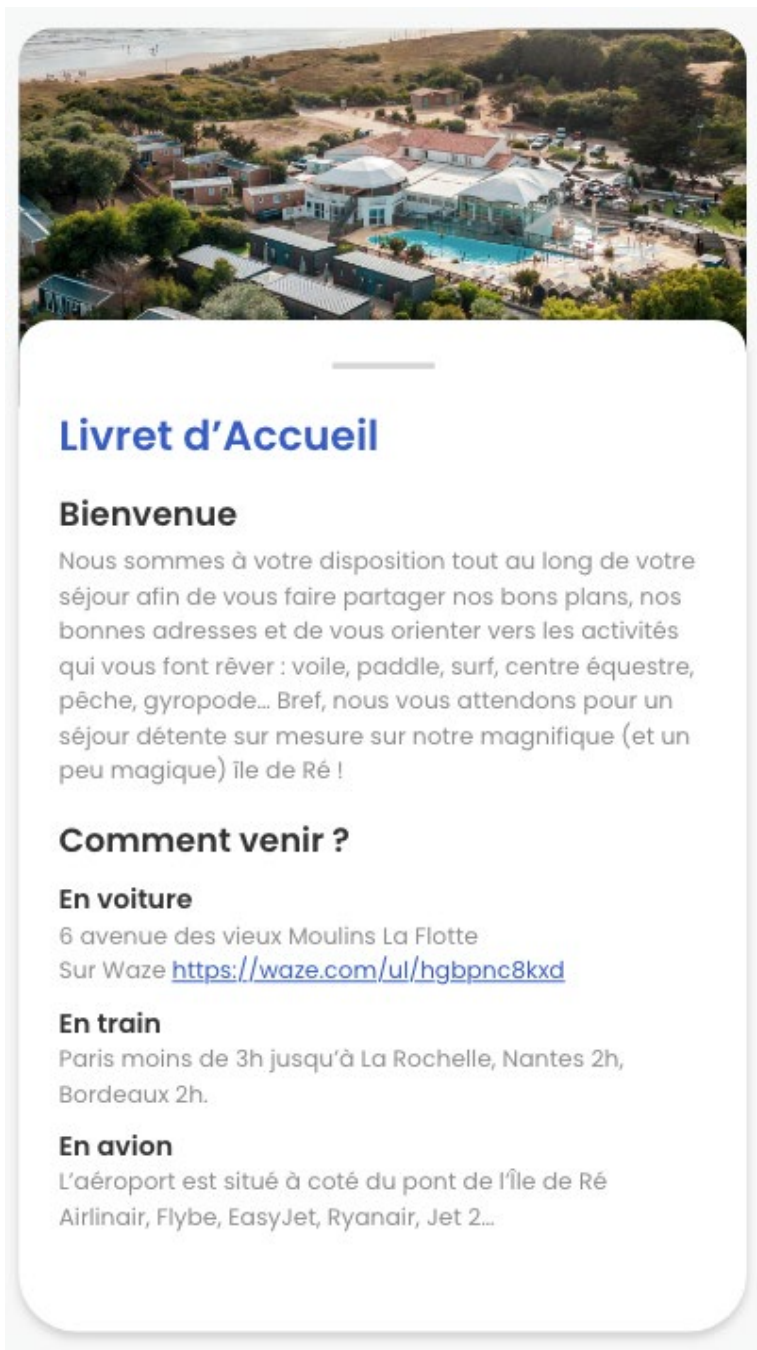 Livret d’Accueil
Bienvenue
Nous sommes à votre disposition tout au long de votre
séjour afin de vous faire partager nos bons plans, nos
bonnes adresses et de vous orienter vers les activités
qui vous font rêver : voile, paddle, surf, centre équestre,
pêche, gyropode... Bref, nous vous attendons pour un
séjour détente sur mesure sur notre magnifique (et un
peu magique) île de Ré !
Comment venir ?
En voiture
6 avenue des vieux Moulins La Flotte
Sur Waze https://waze.com/ul/hgbpnc8kxd
En train
Paris moins de 3h jusqu’à La Rochelle, Nantes 2h,
Bordeaux 2h.
En avion
L’aéroport est situé à coté du pont de l’Île de Ré
Airlinair, Flybe, EasyJet, Ryanair, Jet 2...